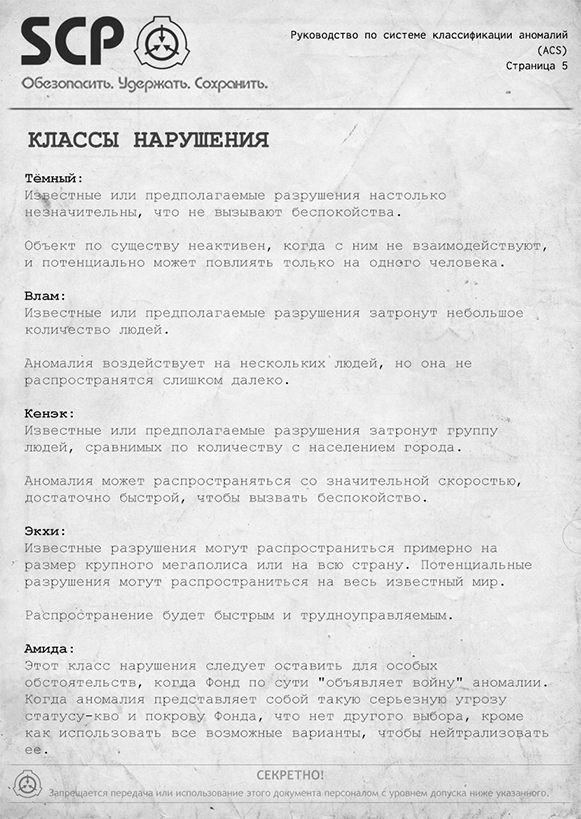 SCP
Обезопасить. Удержать. Сохранить.
Руководство по системе классификации аномалий
(ACS)
Страница 5
КЛАССЫ НАРУШЕНИЯ
Тёмный:
Известные или предполагаемые разрушения настолько
незначительны, что не вызывают беспокойства.
Объект по существу неактивен, когда с ним не взаимодействуют,
и потенциально может повлиять только на одного человека.
Влам:
Известные или предполагаемые разрушения затронут небольшое
количество людей.
Аномалия воздействует на нескольких людей, но она не
распространятся слишком далеко.
Кенэк:
Известные или предполагаемые разрушения затронут группу
людей, сравнимых по количеству с населением города.
Аномалия может распространяться со значительной скоростью,
достаточно быстрой, чтобы вызвать беспокойство.
Экхи:
Известные разрушения могут распространиться примерно на
размер крупного мегаполиса или на всю страну. Потенциальные
разрушения могут распространиться на весь известный мир.
Распространение будет быстрым и трудноуправляемым.
Амида:
Этот класс нарушения следует оставить для особых
обстоятельств, когда Фонд по сути "объявляет войну" аномалии.
Когда аномалия представляет собой такую серьезную угрозу
статусу-кво и покрову Фонда, что нет другого выбора, кроме
как использовать все возможные варианты, чтобы нейтрализовать
ее.
СЕКРЕТНО!
Запрещается передача или использование этого документа персоналом с уровнем допуска ниже указанного.